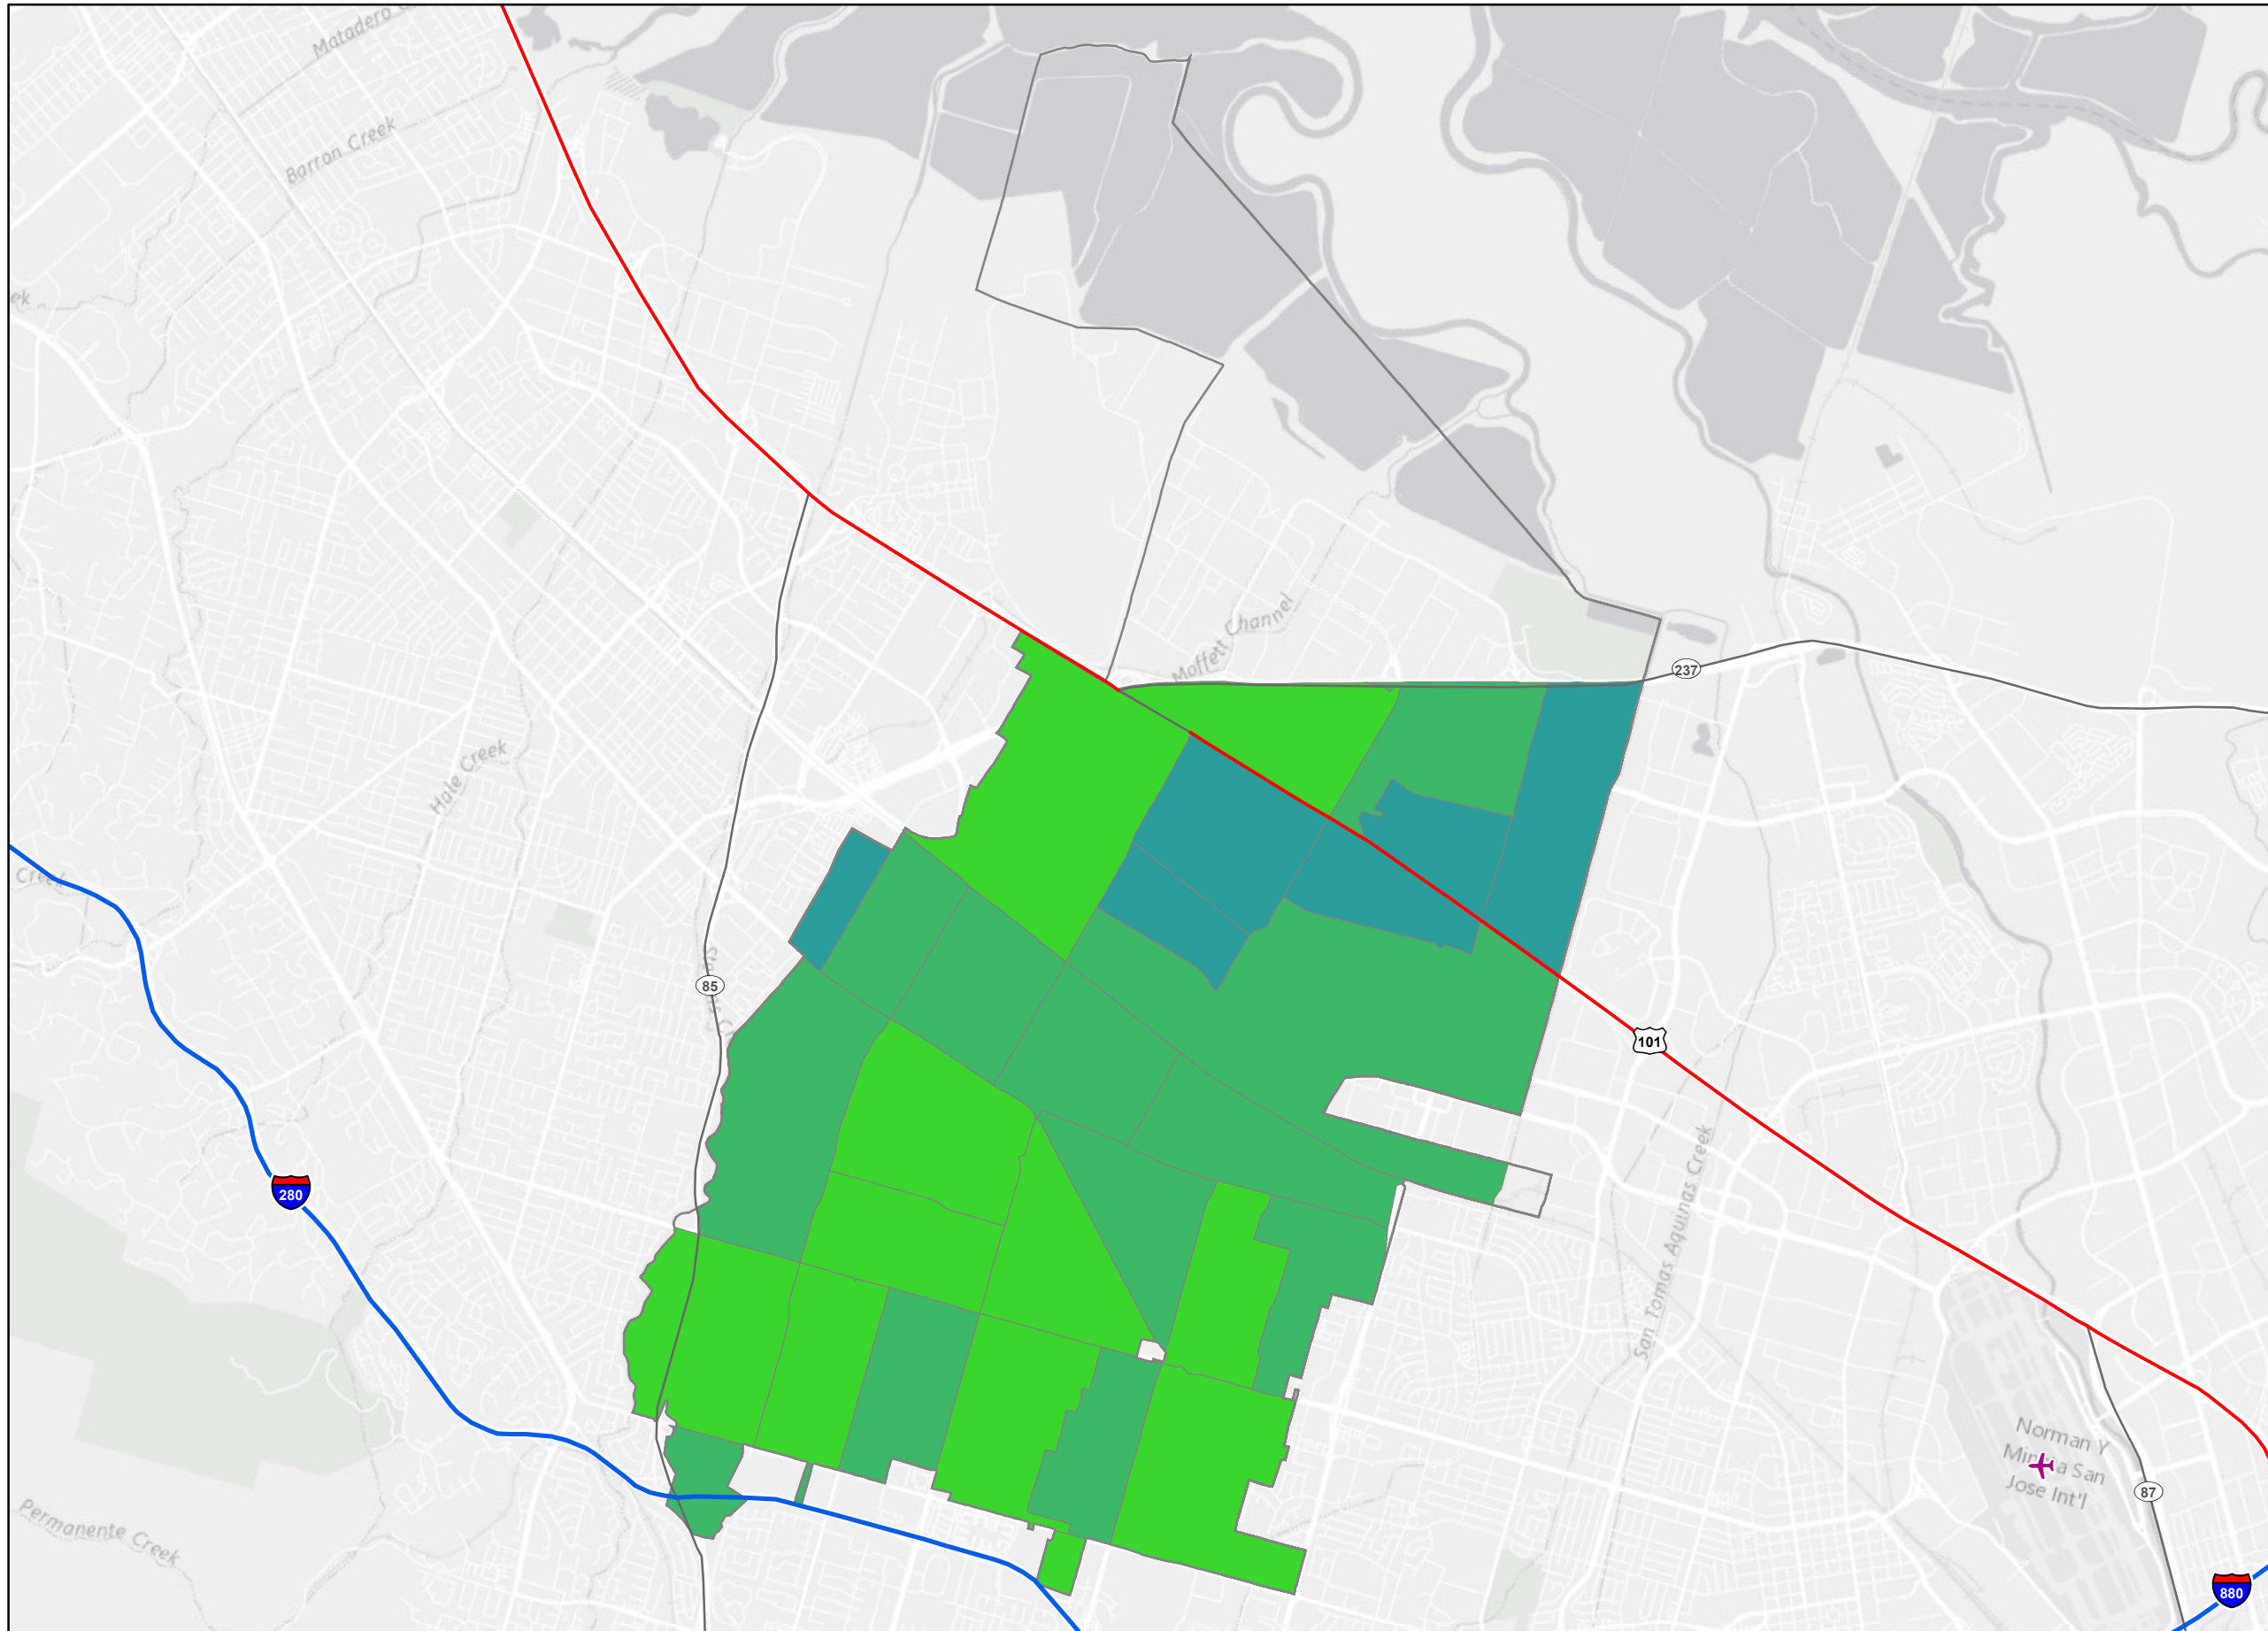 Matadero C
Barron Creek
ek
Moffett Channel
237
Hale Creek
Creek
85
101
280
San Tomas Aquinas Creek
Norman Y
Mineta San
Jose Int'l
87
Permanente Creek
880